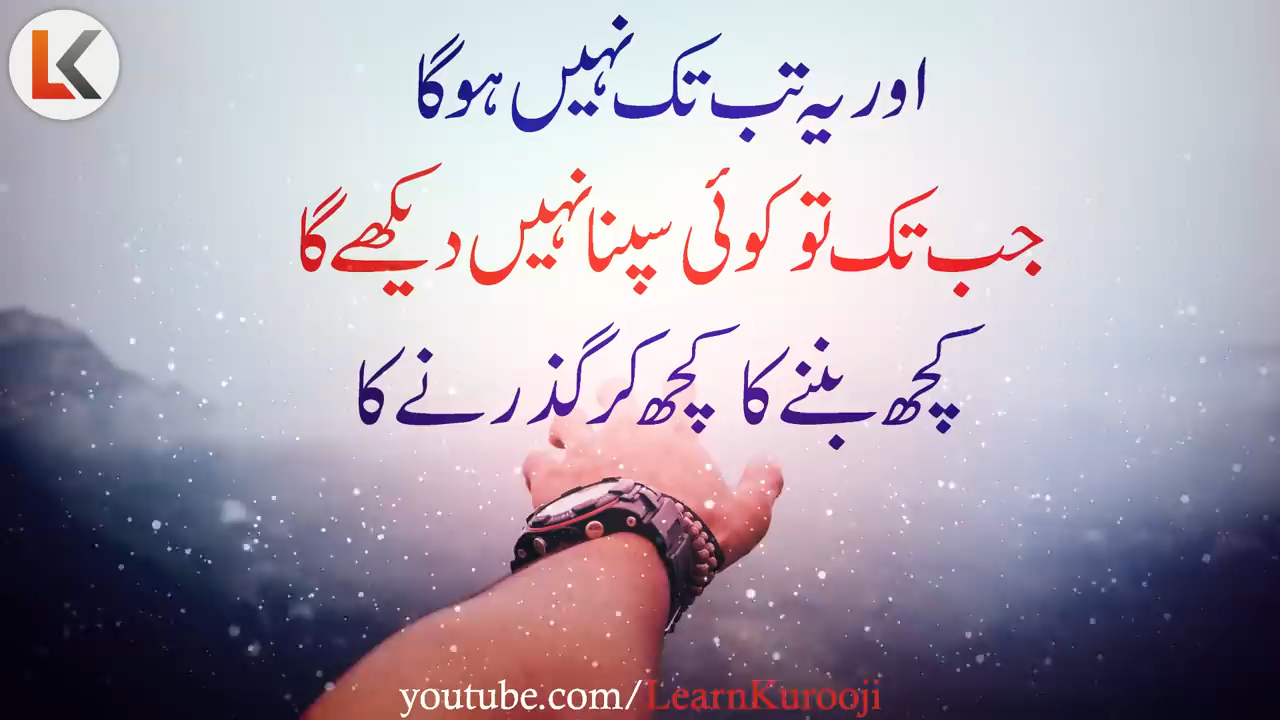 LK
اور یہ تب تک نہیں ہوگا
جب تک تو کوئی سپنا نہیں دیکھے گا
کچھ بننے کا کچھ کر گذرنے کا
youtube.com/LearnKurooji